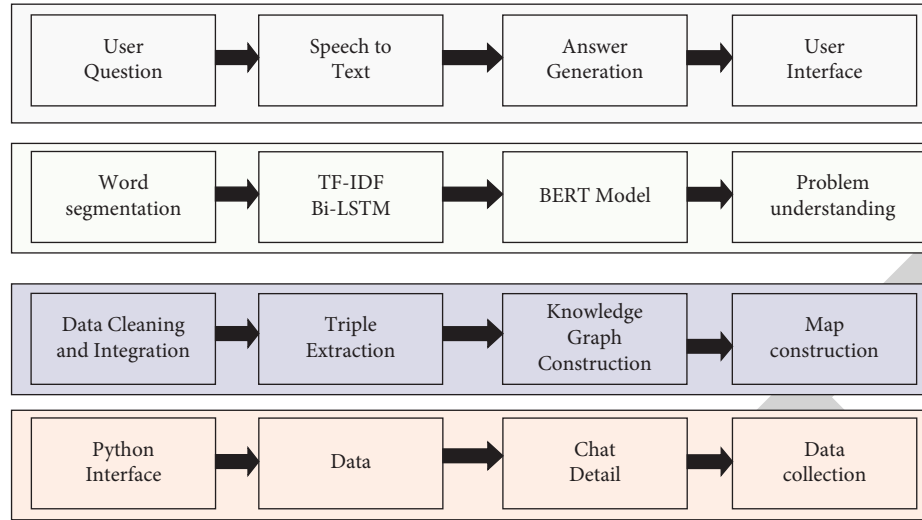 User
Question
Speech to
Text
Answer
Generation
User
Interface
Word
segmentation
TF-IDF
Bi-LSTM
BERT Model
Problem
understanding
Data Cleaning
and Integration
Triple
Extraction
Knowledge
Graph
Construction
Map
construction
Python
Interface
Data
Chat
Detail
Data
collection